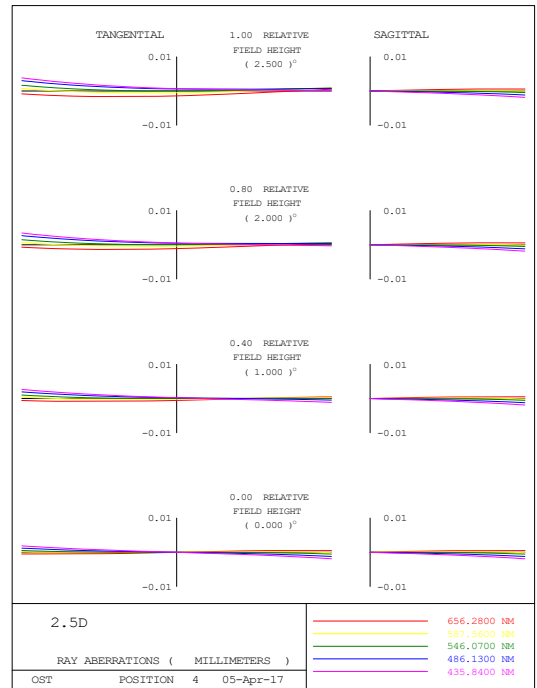 TANGENTIAL 1.00 RELATIVE SAGITTAL
FIELD HEIGHT
( 2.500 )°
0.01 0.01
-0.01 -0.01
0.80 RELATIVE
FIELD HEIGHT
( 2.000 )°
0.01 0.01
-0.01 -0.01
0.40 RELATIVE
FIELD HEIGHT
( 1.000 )°
0.01 0.01
-0.01 -0.01
0.00 RELATIVE
FIELD HEIGHT
( 0.000 )°
0.01 0.01
-0.01 -0.01
2.5D
RAY ABERRATIONS ( MILLIMETERS )
OST POSITION 4 05-Apr-17
656.2800 NM
NM
546.0700 NM
486.1300 NM
435.8400 NM